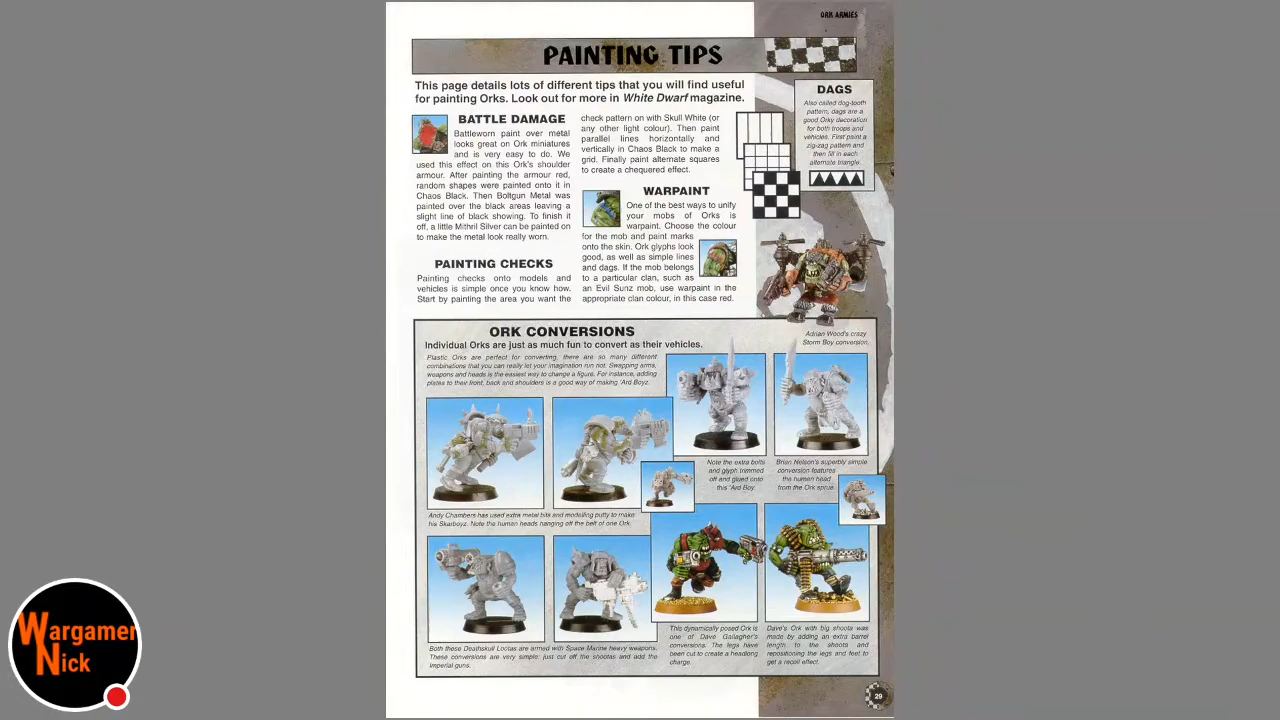 ORK ARMIES
PAINTING TIPS
This page details lots of different tips that you will find useful
for painting Orks. Look out for more in White Dwarf magazine.
BATTLE DAMAGE
Battleworn paint over metal
looks great on Ork miniatures
and is very easy to do. We
used this effect on this Ork's shoulder
armour. After painting the armour red,
random shapes were painted onto it in
Chaos Black. Then Boltgun Metal was
painted over the black areas leaving a
slight line of black showing. To finish it
off, a little Mithril Silver can be painted on
to make the metal look really worn.
PAINTING CHECKS
Painting checks onto models and
vehicles is simple once you know how.
Start by painting the area you want the
check pattern on with Skull White (or
any other light colour). Then paint
parallel lines horizontally and
vertically in Chaos Black to make a
grid. Finally paint alternate squares
to create a chequered effect.
WARPAINT
One of the best ways to unify
your mobs of Orks is
warpaint. Choose the colour
for the mob and paint marks
onto the skin. Ork glyphs look
good, as well as simple lines
and dags. If the mob belongs
to a particular clan, such as
an Evil Sunz mob, use warpaint in the
appropriate clan colour, in this case red.
DAGS
Also called dog-tooth
pattern, dags are a
good Orky decoration
for both troops and
vehicles. First paint a
zig-zag pattern and
then fill in each
alternate triangle.
Adrian Wood's crazy
Storm Boy conversion.
ORK CONVERSIONS
Individual Orks are just as much fun to convert as their vehicles.
Plastic Orks are perfect for converting, there are so many different
combinations that you can really let your imagination run riot. Swapping arms,
weapons and heads is the easiest way to change a figure. For instance, adding
plates to their front, back and shoulders is a good way of making 'Ard Boyz.
Note the extra bolts
and glyph trimmed
off and glued onto
this 'Ard Boy.
Brian Nelson's superbly simple
conversion features
the human head
from the Ork sprue.
Andy Chambers has used extra metal bits and modelling putty to make
his Skarboyz. Note the human heads hanging off the belt of one Ork.
Both these Deathskull Lootas are armed with Space Marine heavy weapons.
These conversions are very simple: just cut off the shootas and add the
Imperial guns.
This dynamically posed Ork is
one of Dave Gallagher's
conversions. The legs have
been cut to create a headlong
charge.
Dave's Ork with big shoota was
made by adding an extra barrel
length to the shoota and
repositioning the legs and feet to
get a recoil effect.
29
Wargamer
Nick